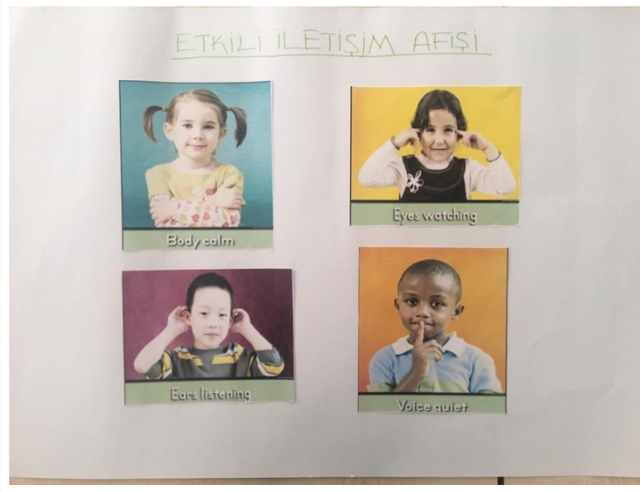 ETKİLİ İLETİŞİM AFİŞİ
Body calm
Eyes watching
Ears listening
Voice quiet